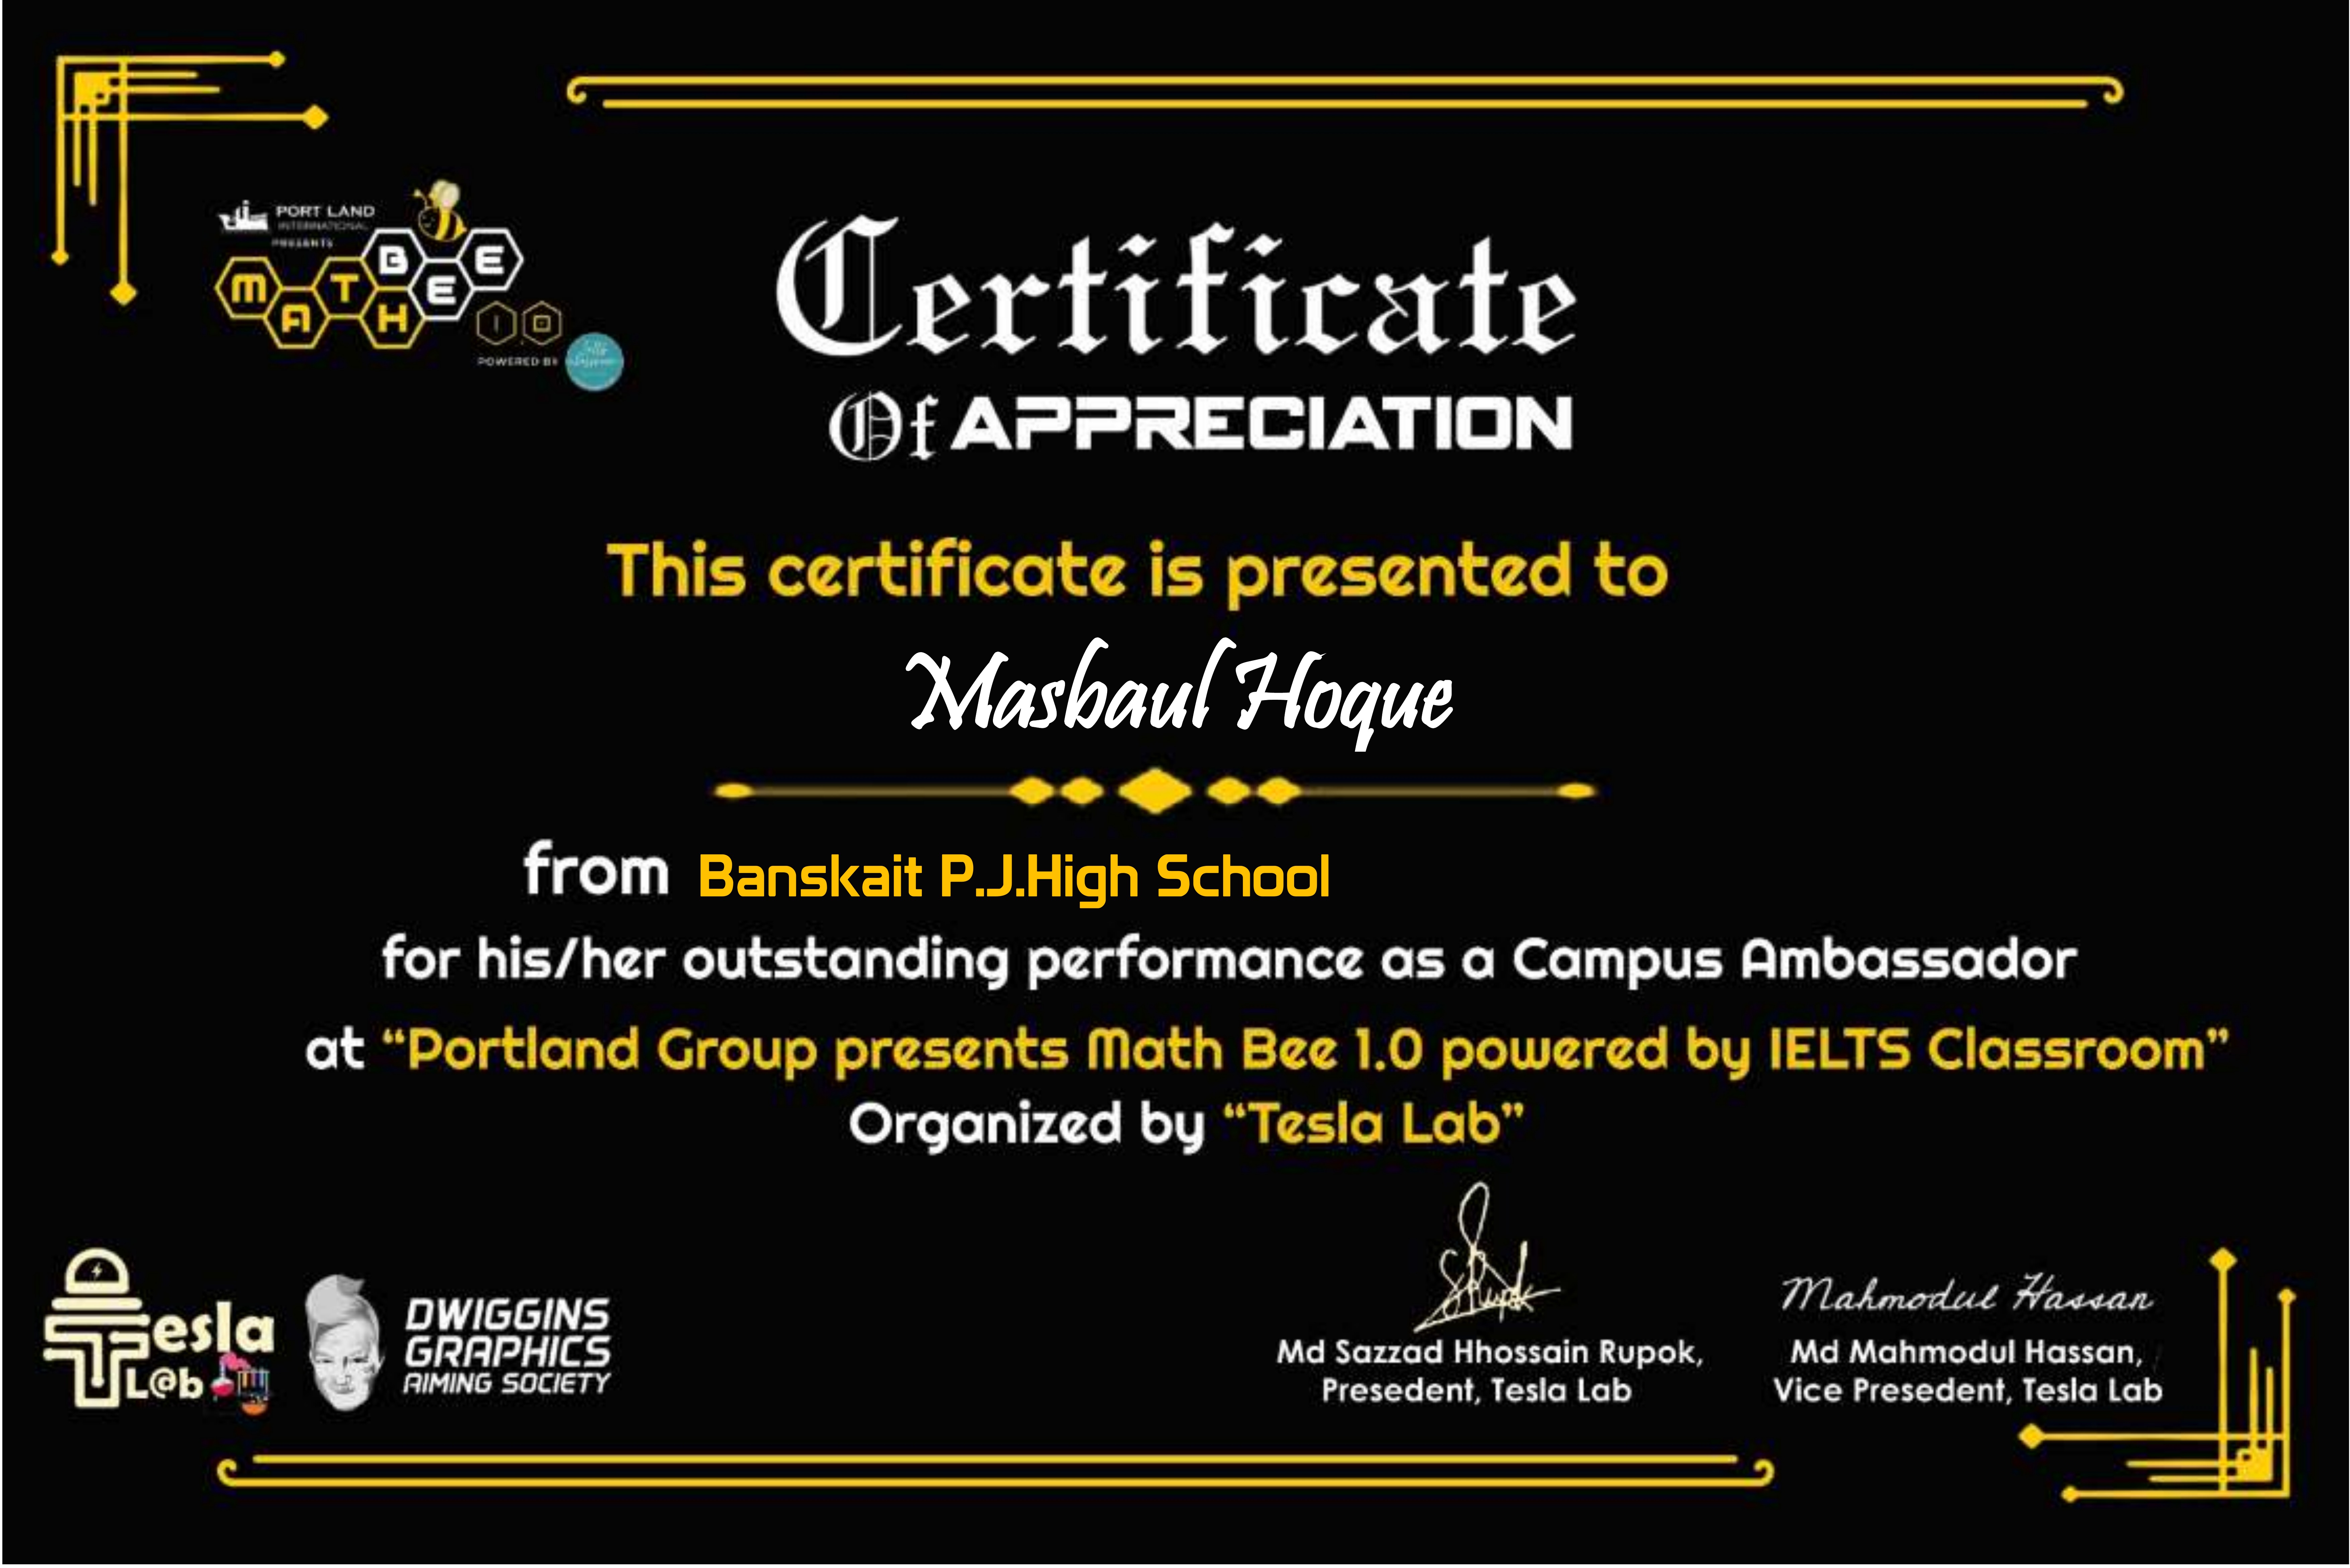 PORT LAND
INTERNATIONAL
PRESENTS
MATH BEE
1.0
POWERED BY
Certificate
Of APPRECIATION
This certificate is presented to
Masbaul Hoque
from Banskait P.J.High School
for his/her outstanding performance as a Campus Ambassador
at “Portland Group presents Math Bee 1.0 powered by IELTS Classroom”
Organized by “Tesla Lab”
Tesla
L@b
DWIGGINS
GRAPHICS
AIMING SOCIETY
Mahmodul Hassan
Md Sazzad Hhossain Rupok,
Presedent, Tesla Lab
Md Mahmodul Hassan,
Vice Presedent, Tesla Lab